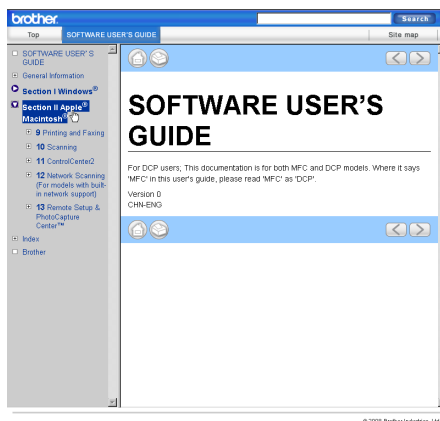 brother.
Search
Top
SOFTWARE USER'S GUIDE
Site map
SOFTWARE USER' S
GUIDE
General Information
Section I Windows®
Section II Apple®
Macintosh®
9 Printing and Faxing
10 Scanning
11 ControlCenter2
12 Network Scanning
(For models with built-
in network support)
13 Remote Setup &
PhotoCapture
Center™
Index
Brother
SOFTWARE USER'S
GUIDE
For DCP users; This documentation is for both MFC and DCP models. Where it says
'MFC' in this user's guide, please read 'MFC' as 'DCP'.
Version 0
CHN-ENG